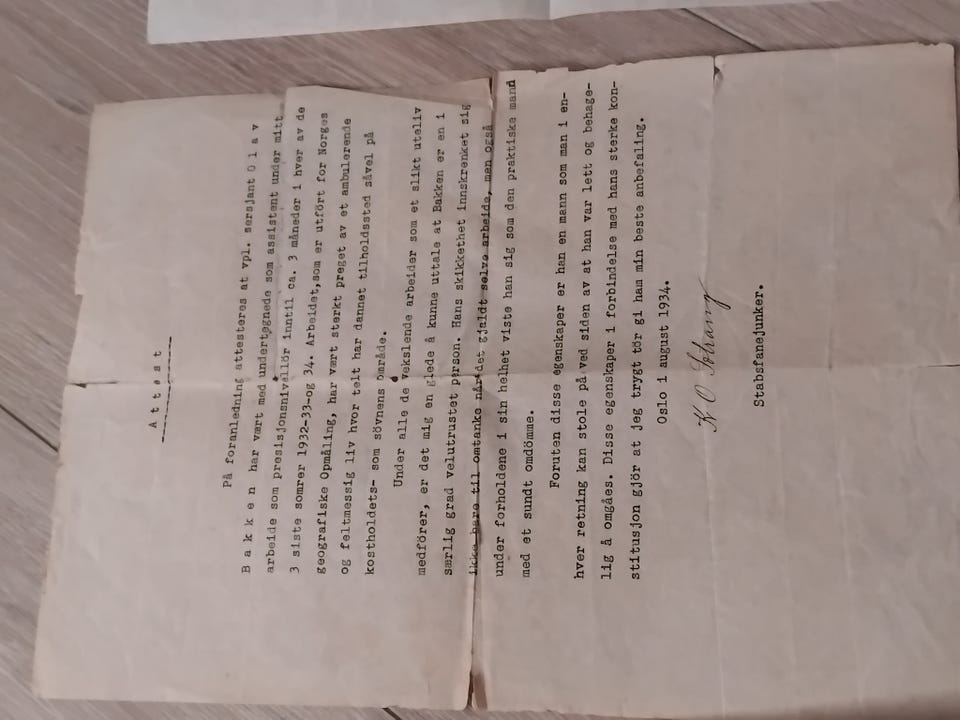 Attest
På foranledning attesteres at vpl. sersjant O l a v
B a k k e n har vært med undertegnede som assistent under mitt
arbeide som presisjonsnivellör inntil ca. 3 måneder i hver av de
3 siste somrer 1932-33-og 34. Arbeidet,som er utfört for Norges
geografiske Opmåling, har vært sterkt preget av et ambulerende
og feltmessig liv hvor telt har dannet tilholdssted såvel på
kostholdets- som sövnens område.
Under alle de vekslende arbeider som et slikt uteliv
medförer, er det mig en glede å kunne uttale at Bakken er en i
særlig grad velutrustet person. Hans skikkethet innskrenket sig
ikke bare til omtanke når det gjaldt selve arbeide, men også
under forholdene i sin helhet viste han sig som den praktiske mand
med et sundt omdömme.
Foruten disse egenskaper er han en mann som man i en-
hver retning kan stole på ved siden av at han var lett og behage-
lig å omgåes. Disse egenskaper i forbindelse med hans sterke kon-
stitusjon gjör at jeg trygt tör gi ham min beste anbefaling.
Oslo i august 1934.
K O
Stabsfanejunker.